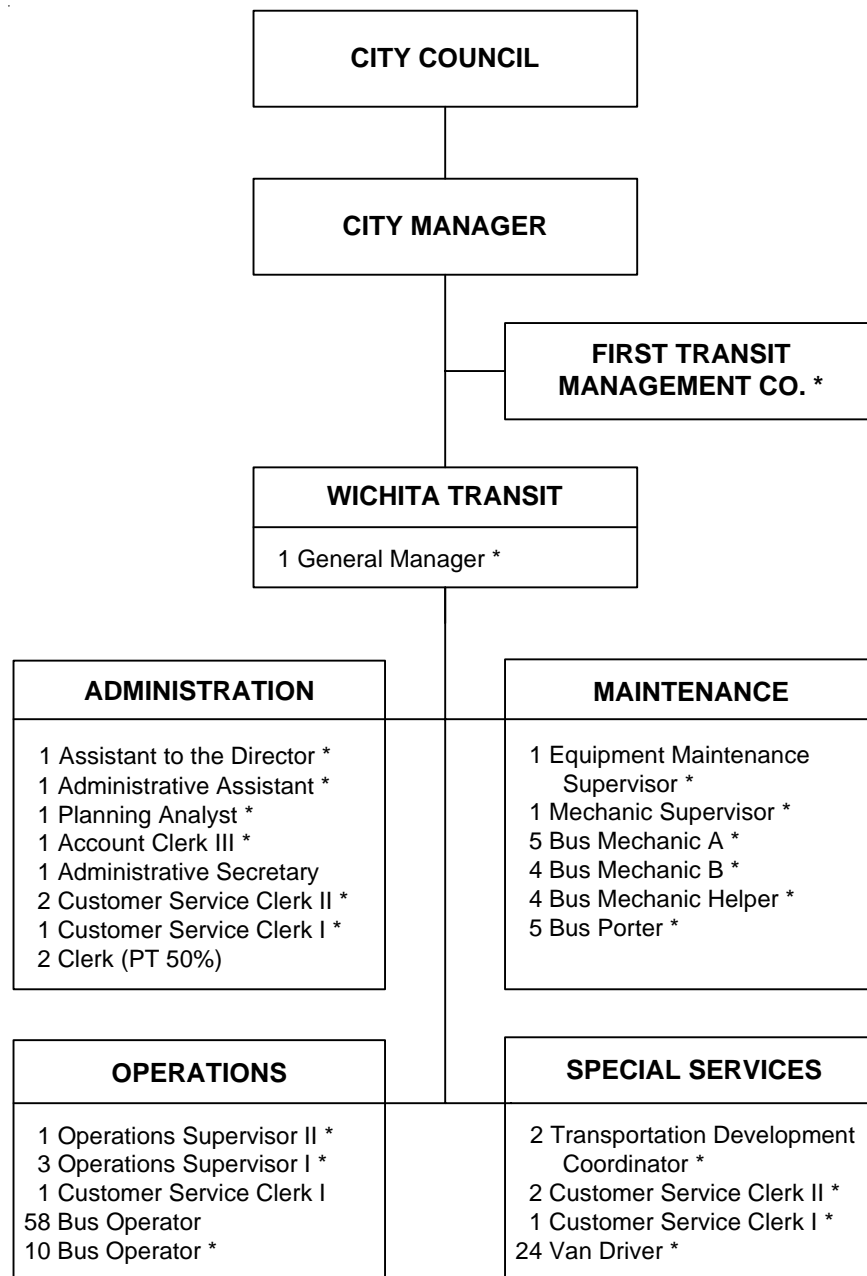 CITY COUNCIL
CITY MANAGER
FIRST TRANSIT
MANAGEMENT CO. *
WICHITA TRANSIT
1 General Manager *
ADMINISTRATION
1 Assistant to the Director *
1 Administrative Assistant *
1 Planning Analyst *
1 Account Clerk III *
1 Administrative Secretary
2 Customer Service Clerk II *
1 Customer Service Clerk I *
2 Clerk (PT 50%)
MAINTENANCE
1 Equipment Maintenance
Supervisor *
1 Mechanic Supervisor *
5 Bus Mechanic A *
4 Bus Mechanic B *
4 Bus Mechanic Helper *
5 Bus Porter *
OPERATIONS
1 Operations Supervisor II *
3 Operations Supervisor I *
1 Customer Service Clerk I
58 Bus Operator
10 Bus Operator *
SPECIAL SERVICES
2 Transportation Development
Coordinator *
2 Customer Service Clerk II *
1 Customer Service Clerk I *
24 Van Driver *